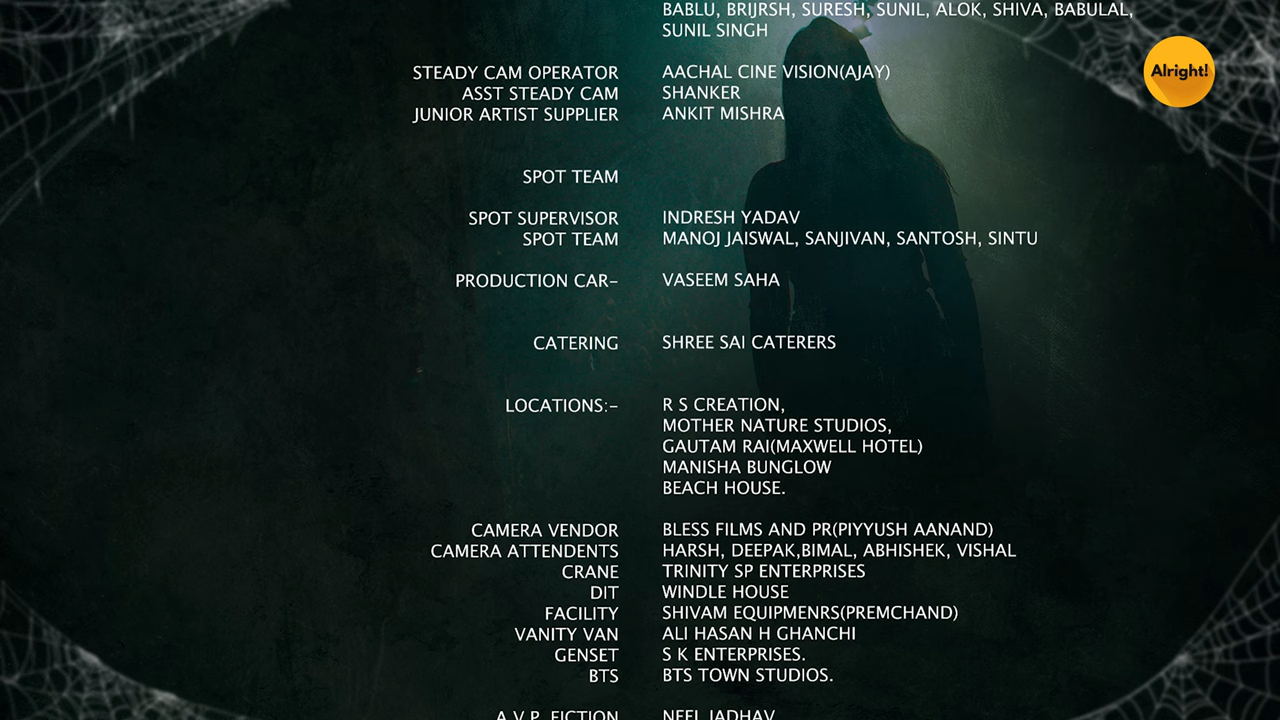 BABLU, BRIJRSH, SURESH, SUNIL, ALOK, SHIVA, BABULAL,
SUNIL SINGH
Alright!
STEADY CAM OPERATOR AACHAL CINE VISION(AJAY)
ASST STEADY CAM SHANKER
JUNIOR ARTIST SUPPLIER ANKIT MISHRA
SPOT TEAM
SPOT SUPERVISOR INDRESH YADAV
SPOT TEAM MANOJ JAISWAL, SANJIVAN, SANTOSH, SINTU
PRODUCTION CAR- VASEEM SAHA
CATERING SHREE SAI CATERERS
LOCATIONS:- R S CREATION,
MOTHER NATURE STUDIOS,
GAUTAM RAI(MAXWELL HOTEL)
MANISHA BUNGLOW
BEACH HOUSE.
CAMERA VENDOR BLESS FILMS AND PR(PIYYUSH AANAND)
CAMERA ATTENDENTS HARSH, DEEPAK,BIMAL, ABHISHEK, VISHAL
CRANE TRINITY SP ENTERPRISES
DIT WINDLE HOUSE
FACILITY SHIVAM EQUIPMENRS(PREMCHAND)
VANITY VAN ALI HASAN H GHANCHI
GENSET S K ENTERPRISES.
BTS BTS TOWN STUDIOS.
A.V.P. FICTION NEEL JADHAV